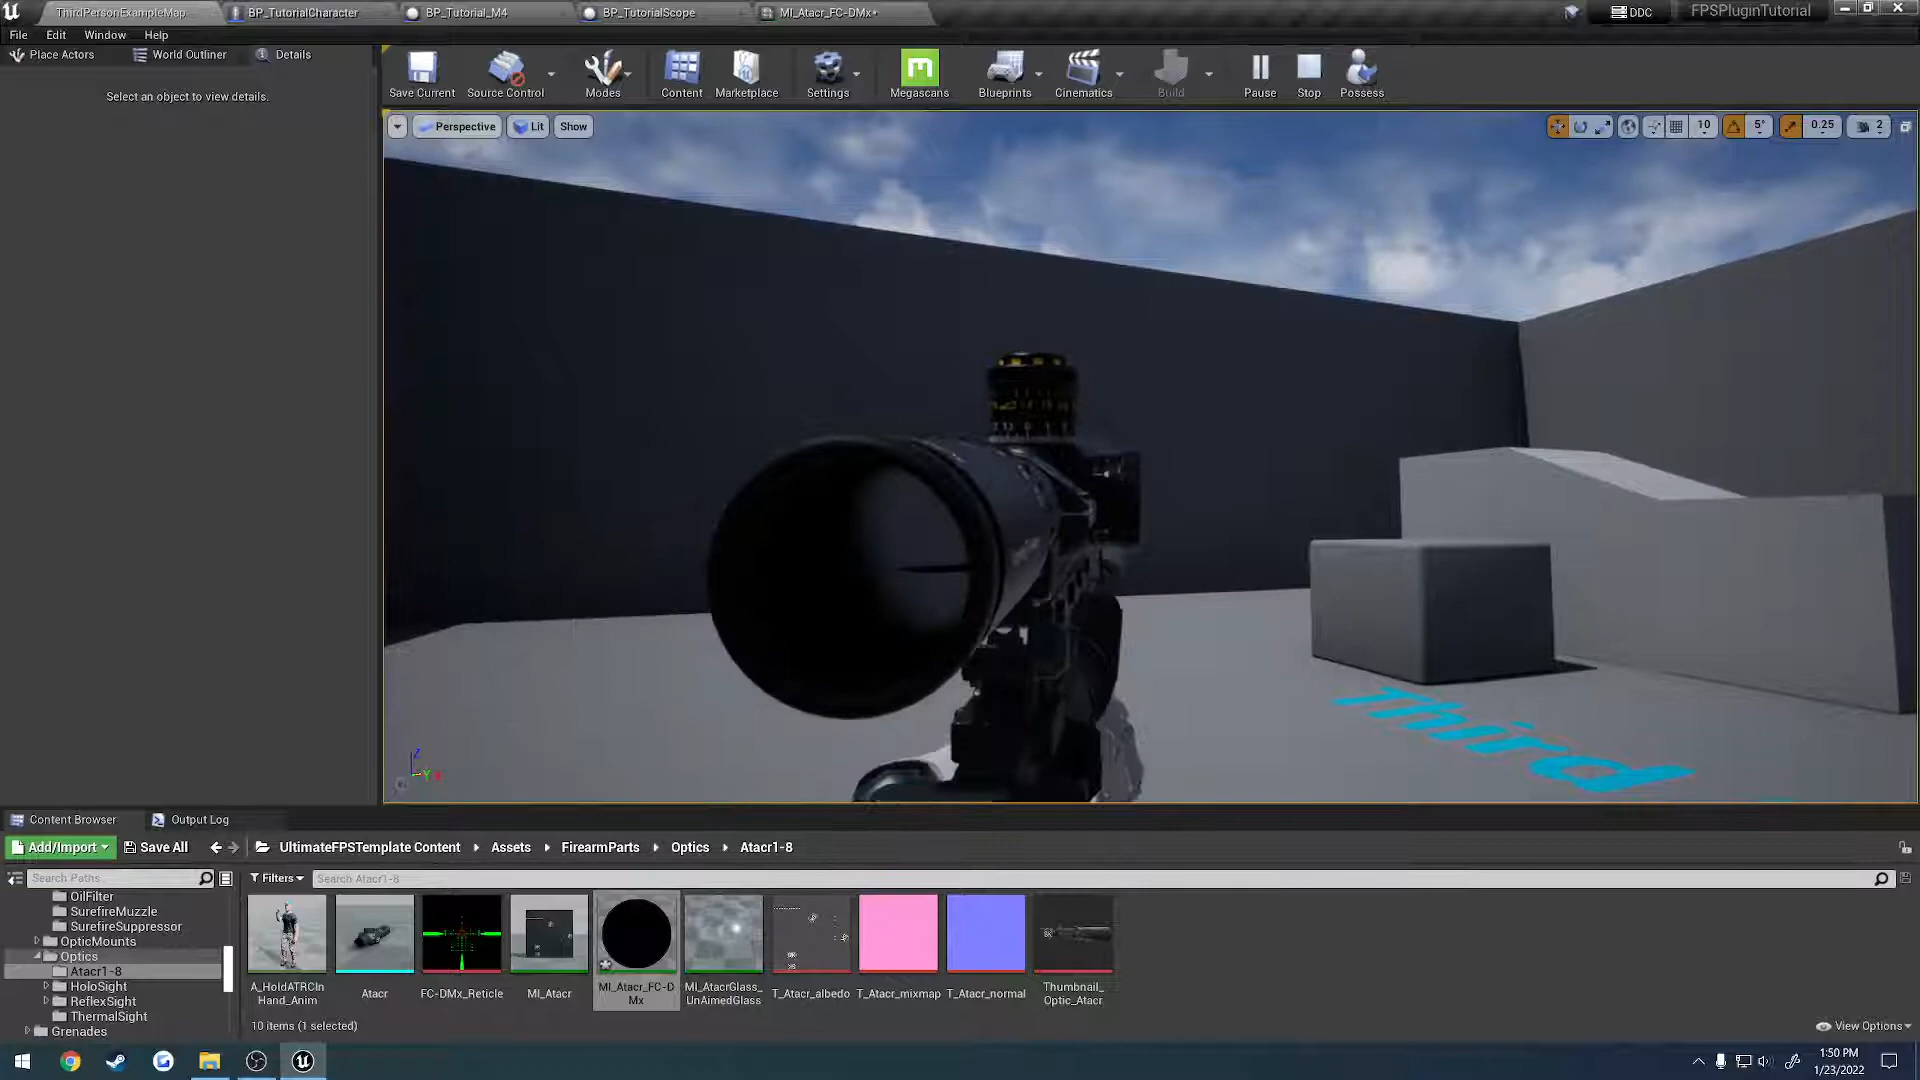 ThirdPersonExampleMap
BP_TutorialCharacter
BP_Tutorial_M4
BP_TutorialScope
MI_Atacr_FC-DMx*
DDC
FPSPluginTutorial
File Edit Window Help
Place Actors
World Outliner
Details
Select an object to view details.
Save Current
Source Control
Modes
Content
Marketplace
Settings
Megascans
Blueprints
Cinematics
Build
Pause
Stop
Possess
Perspective
Lit
Show
10
5°
0.25
2
Third
Content Browser
Output Log
Add/Import
Save All
UltimateFPSTemplate Content
Assets
FirearmParts
Optics
Atacr1-8
Search Paths
Filters
Search Atacr1-8
OilFilter
SurefireMuzzle
SurefireSuppressor
OpticMounts
Optics
Atacr1-8
HoloSight
ReflexSight
ThermalSight
Grenades
A_HoldATRCIn
Hand_Anim
Atacr
FC-DMx_Reticle
MI_Atacr
MI_Atacr_FC-D
Mx
MI_AtacrGlass_
UnAimedGlass
T_Atacr_albedo
T_Atacr_mixmap
T_Atacr_normal
Thumbnail_
Optic_Atacr
10 items (1 selected)
View Options
1:50 PM
1/23/2022